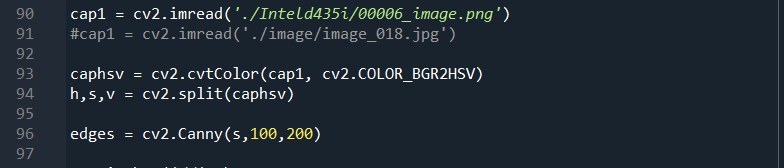 90 cap1 = cv2.imread('./Inteld435i/00006_image.png')
91 #cap1 = cv2.imread('./image/image_018.jpg')
92
93 caphsv = cv2.cvtColor(cap1, cv2.COLOR_BGR2HSV)
94 h,s,v = cv2.split(caphsv)
95
96 edges = cv2.Canny(s,100,200)
97